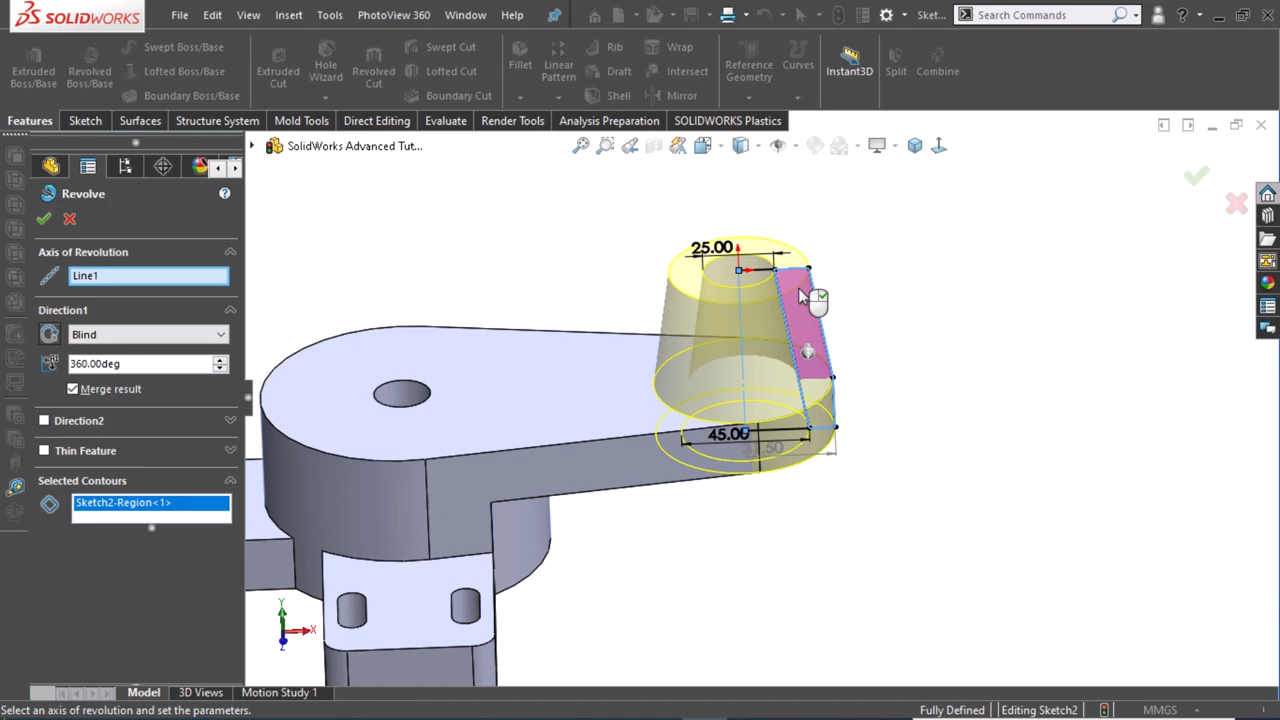 SOLIDWORKS File Edit View Insert Tools PhotoView 360 Window Help Sket... Search Commands
Extruded Boss/Base
Revolved Boss/Base
Swept Boss/Base
Lofted Boss/Base
Boundary Boss/Base
Extruded Cut
Hole Wizard
Revolved Cut
Swept Cut
Lofted Cut
Boundary Cut
Fillet
Linear Pattern
Rib
Draft
Shell
Wrap
Intersect
Mirror
Reference Geometry
Curves
Instant3D
Split
Combine
Features Sketch Surfaces Structure System Mold Tools Direct Editing Evaluate Render Tools Analysis Preparation SOLIDWORKS Plastics
SolidWorks Advanced Tut...
Revolve
Axis of Revolution
Line1
Direction1
Blind
360.00deg
Merge result
Direction2
Thin Feature
Selected Contours
Sketch2-Region<1>
25.00
45.00
Y
X
Z
Model 3D Views Motion Study 1
Select an axis of revolution and set the parameters. Fully Defined Editing Sketch2 MMGS